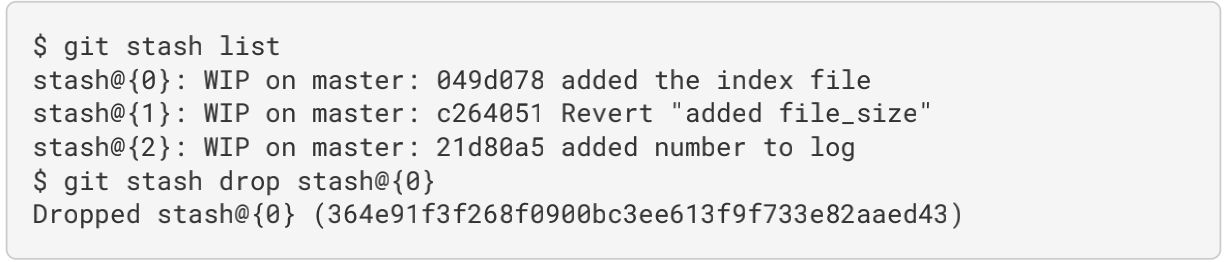 $ git stash list
stash@{0}: WIP on master: 049d078 added the index file
stash@{1}: WIP on master: c264051 Revert "added file_size"
stash@{2}: WIP on master: 21d80a5 added number to log
$ git stash drop stash@{0}
Dropped stash@{0} (364e91f3f268f0900bc3ee613f9f733e82aaed43)